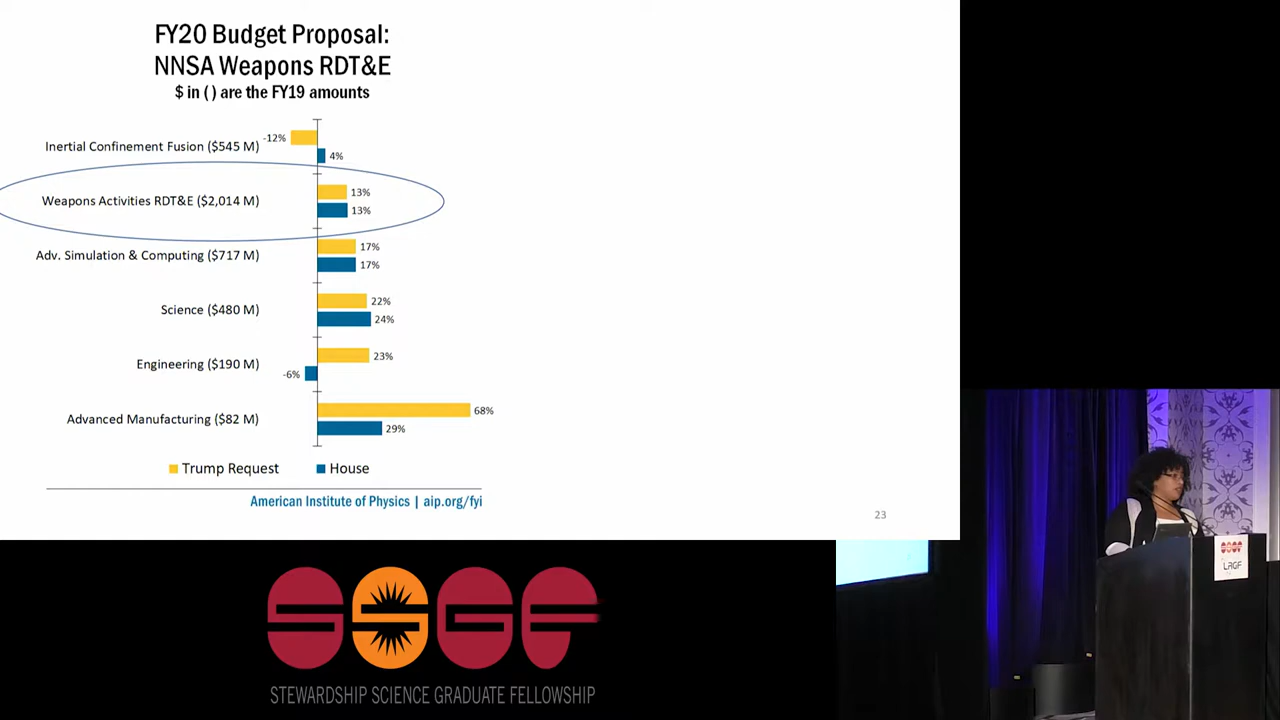 FY20 Budget Proposal:
NNSA Weapons RDT&E
$ in ( ) are the FY19 amounts
Inertial Confinement Fusion ($545 M)
-12%
4%
Weapons Activities RDT&E ($2,014 M)
13%
13%
Adv. Simulation & Computing ($717 M)
17%
17%
Science ($480 M)
22%
24%
Engineering ($190 M)
23%
-6%
Advanced Manufacturing ($82 M)
68%
29%
Trump Request
House
American Institute of Physics | aip.org/fyi
23
SSGF
LRGF
SSGF
STEWARDSHIP SCIENCE GRADUATE FELLOWSHIP